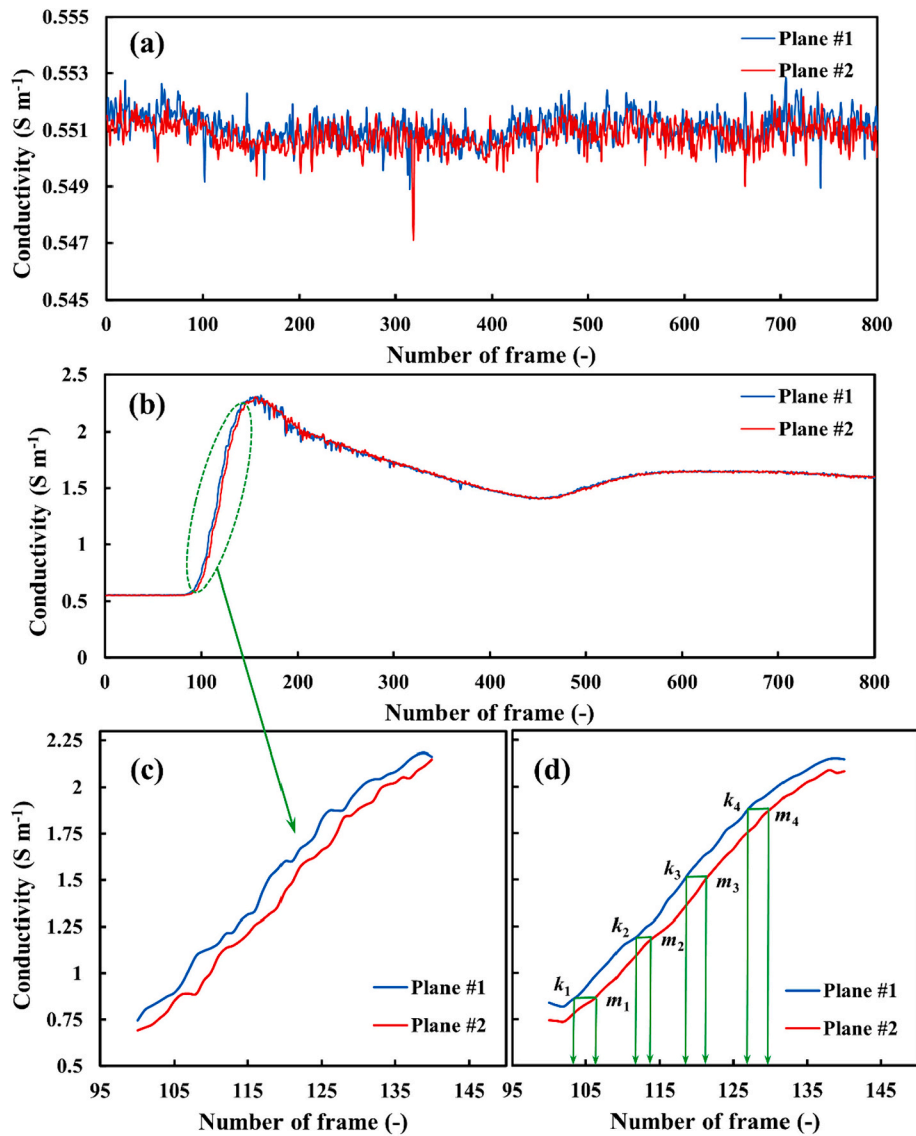 (a)
Plane #1
Plane #2
Conductivity (S m⁻¹)
0.555
0.553
0.551
0.549
0.547
0.545
0 100 200 300 400 500 600 700 800
Number of frame (-)
(b)
Plane #1
Plane #2
Conductivity (S m⁻¹)
2.5
2
1.5
1
0.5
0
0 100 200 300 400 500 600 700 800
Number of frame (-)
(c)
Conductivity (S m⁻¹)
2.25
2
1.75
1.5
1.25
1
0.75
0.5
Plane #1
Plane #2
95 105 115 125 135 145
Number of frame (-)
(d)
k₄
m₄
k₃
m₃
k₂
m₂
k₁
m₁
Plane #1
Plane #2
95 105 115 125 135 145
Number of frame (-)